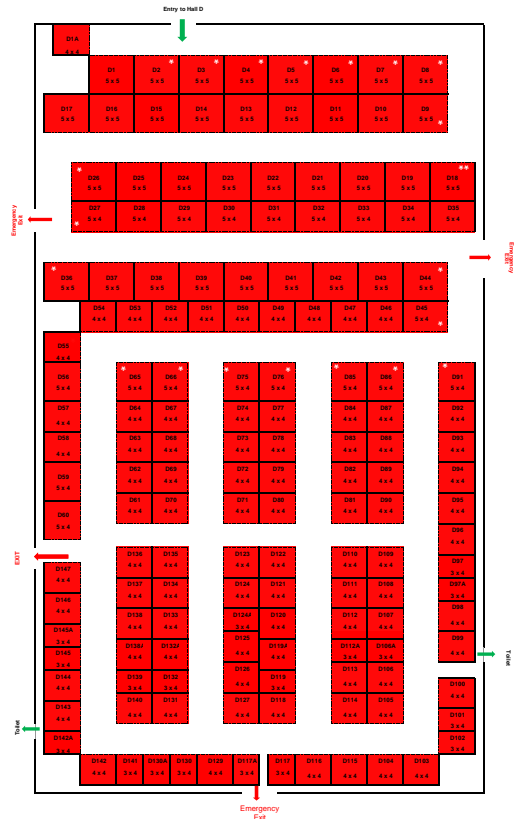 Entry to Hall D
D1A
4 x 4
D1 D2 D3 D4 D5 D6 D7 D8
5 x 5 5 x 5 5 x 5 5 x 5 5 x 5 5 x 5 5 x 5 5 x 5
D17 D16 D15 D14 D13 D12 D11 D10 D9
5 x 5 5 x 5 5 x 5 5 x 5 5 x 5 5 x 5 5 x 5 5 x 5 5 x 5
D26 D25 D24 D23 D22 D21 D20 D19 D18
5 x 5 5 x 5 5 x 5 5 x 5 5 x 5 5 x 5 5 x 5 5 x 5 5 x 5
D27 D28 D29 D30 D31 D32 D33 D34 D35
5 x 4 5 x 4 5 x 4 5 x 4 5 x 4 5 x 4 5 x 4 5 x 4 5 x 4
Emergency
Exit
Emergency
Exit
D36 D37 D38 D39 D40 D41 D42 D43 D44
5 x 5 5 x 5 5 x 5 5 x 5 5 x 5 5 x 5 5 x 5 5 x 5 5 x 5
D54 D53 D52 D51 D50 D49 D48 D47 D46 D45
4 x 4 4 x 4 4 x 4 4 x 4 4 x 4 4 x 4 4 x 4 4 x 4 4 x 4 5 x 4
D55
4 x 4
D56 D65 D66 D75 D76 D85 D86 D91
5 x 4 5 x 4 5 x 4 5 x 4 5 x 4 5 x 4 5 x 4 5 x 4
D57 D64 D67 D74 D77 D84 D87 D92
4 x 4 4 x 4 4 x 4 4 x 4 4 x 4 4 x 4 4 x 4 4 x 4
D58 D63 D68 D73 D78 D83 D88 D93
4 x 4 4 x 4 4 x 4 4 x 4 4 x 4 4 x 4 4 x 4 4 x 4
D59 D62 D69 D72 D79 D82 D89 D94
5 x 4 4 x 4 4 x 4 4 x 4 4 x 4 4 x 4 4 x 4 4 x 4
D60 D61 D70 D71 D80 D81 D90 D95
5 x 4 4 x 4 4 x 4 4 x 4 4 x 4 4 x 4 4 x 4 4 x 4
D96
4 x 4
EXIT
D136 D135 D123 D122 D110 D109 D97
4 x 4 4 x 4 4 x 4 4 x 4 4 x 4 4 x 4 3 x 4
D147 D137 D134 D124 D121 D111 D108 D97A
4 x 4 4 x 4 4 x 4 4 x 4 4 x 4 4 x 4 4 x 4 3 x 4
D146 D138 D133 D124A D120 D112 D107 D98
4 x 4 4 x 4 4 x 4 3 x 4 4 x 4 4 x 4 4 x 4 4 x 4
D145A D138A D132A D125 D119A D113A D106A D99
3 x 4 4 x 4 4 x 4 4 x 4 4 x 4 3 x 4 3 x 4 4 x 4
D145 D139 D132 D126 D119 D113 D106
3 x 4 3 x 4 3 x 4 4 x 4 3 x 4 4 x 4 4 x 4
Toilet
D144 D140 D131 D127 D118 D114 D105 D100
4 x 4 4 x 4 4 x 4 4 x 4 4 x 4 4 x 4 4 x 4 4 x 4
D143 D101
4 x 4 3 x 4
Toilet
D142A D102
3 x 4 3 x 4
D142 D141 D130A D130 D128 D117A D117 D116 D115 D104 D103
4 x 4 3 x 4 3 x 4 3 x 4 4 x 4 3 x 4 3 x 4 4 x 4 4 x 4 4 x 4 4 x 4
Emergency
Exit